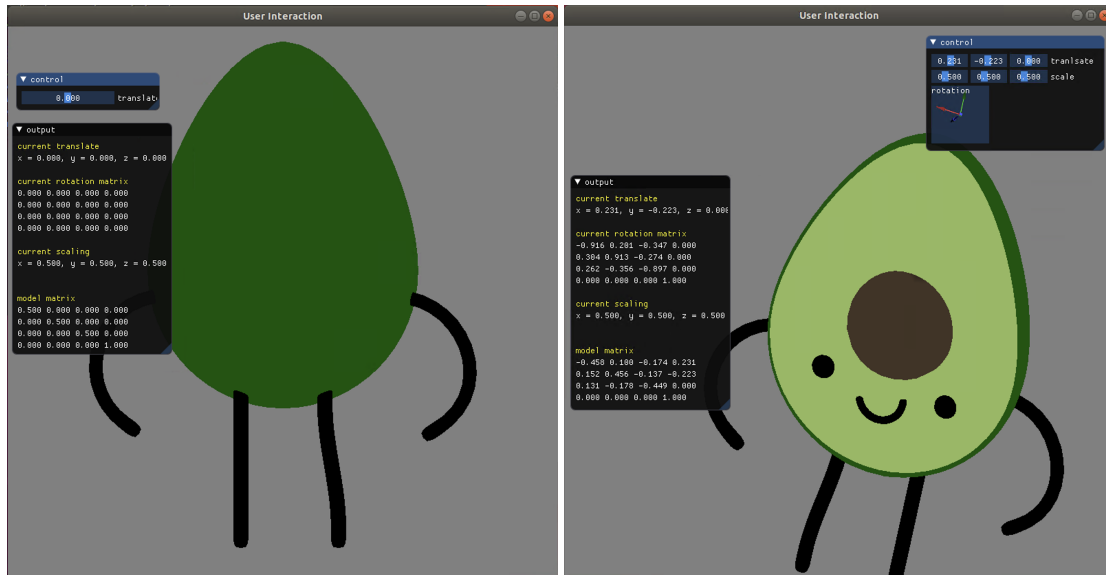 User Interaction
control
0.000 translat
output
current translate
x = 0.000, y = 0.000, z = 0.000
current rotation matrix
0.000 0.000 0.000 0.000
0.000 0.000 0.000 0.000
0.000 0.000 0.000 0.000
0.000 0.000 0.000 0.000
current scaling
x = 0.500, y = 0.500, z = 0.500
model matrix
0.500 0.000 0.000 0.000
0.000 0.500 0.000 0.000
0.000 0.000 0.500 0.000
0.000 0.000 0.000 1.000
User Interaction
control
0.231 -0.223 0.000 tranlsate
0.500 0.500 0.500 scale
rotation
output
current translate
x = 0.231, y = -0.223, z = 0.000
current rotation matrix
-0.916 0.201 -0.347 0.000
0.304 0.913 -0.274 0.000
0.262 -0.356 -0.897 0.000
0.000 0.000 0.000 1.000
current scaling
x = 0.500, y = 0.500, z = 0.500
model matrix
-0.458 0.100 -0.174 0.231
0.152 0.456 -0.137 -0.223
0.131 -0.178 -0.449 0.000
0.000 0.000 0.000 1.000